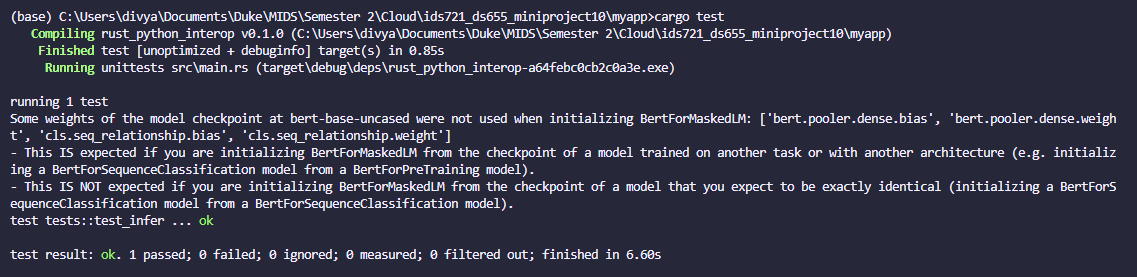 (base) C:\Users\divya\Documents\Duke\MIDS\Semester 2\Cloud\ids721_ds655_miniproject10\myapp>cargo test
   Compiling rust_python_interop v0.1.0 (C:\Users\divya\Documents\Duke\MIDS\Semester 2\Cloud\ids721_ds655_miniproject10\myapp)
    Finished test [unoptimized + debuginfo] target(s) in 0.85s
     Running unittests src\main.rs (target\debug\deps\rust_python_interop-a64febc0cb2c0a3e.exe)

running 1 test
Some weights of the model checkpoint at bert-base-uncased were not used when initializing BertForMaskedLM: ['bert.pooler.dense.bias', 'bert.pooler.dense.weigh
t', 'cls.seq_relationship.bias', 'cls.seq_relationship.weight']
- This IS expected if you are initializing BertForMaskedLM from the checkpoint of a model trained on another task or with another architecture (e.g. initializ
ing a BertForSequenceClassification model from a BertForPreTraining model).
- This IS NOT expected if you are initializing BertForMaskedLM from the checkpoint of a model that you expect to be exactly identical (initializing a BertForS
equenceClassification model from a BertForSequenceClassification model).
test tests::test_infer ... ok

test result: ok. 1 passed; 0 failed; 0 ignored; 0 measured; 0 filtered out; finished in 6.60s